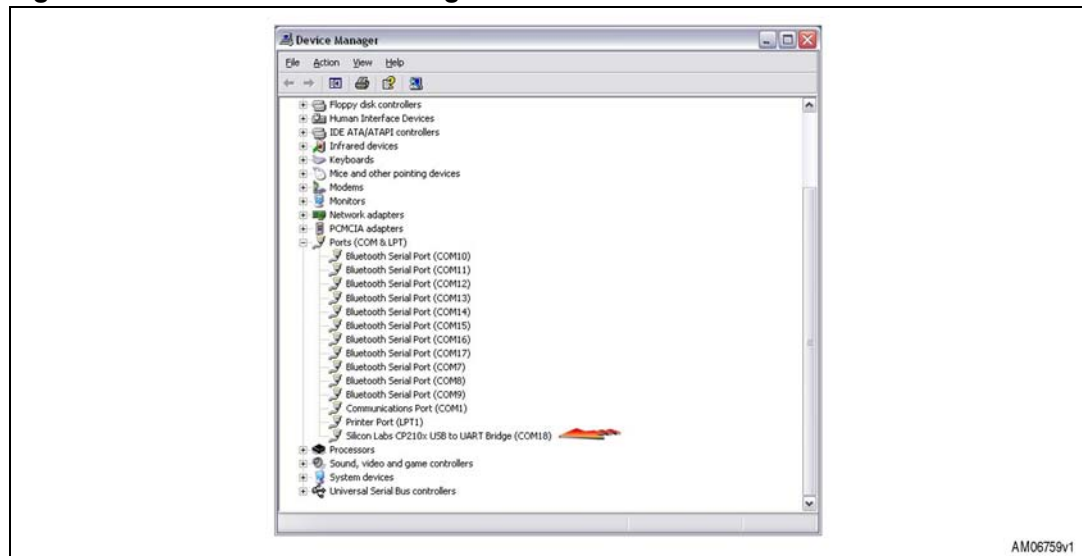 Device Manager
File Action View Help
Floppy disk controllers
Human Interface Devices
IDE ATA/ATAPI controllers
Infrared devices
Keyboards
Mice and other pointing devices
Modems
Monitors
Network adapters
PCMCIA adapters
Ports (COM & LPT)
Bluetooth Serial Port (COM10)
Bluetooth Serial Port (COM11)
Bluetooth Serial Port (COM12)
Bluetooth Serial Port (COM13)
Bluetooth Serial Port (COM14)
Bluetooth Serial Port (COM15)
Bluetooth Serial Port (COM16)
Bluetooth Serial Port (COM17)
Bluetooth Serial Port (COM7)
Bluetooth Serial Port (COM8)
Bluetooth Serial Port (COM9)
Communications Port (COM1)
Printer Port (LPT1)
Silicon Labs CP210x USB to UART Bridge (COM18)
Processors
Sound, video and game controllers
System devices
Universal Serial Bus controllers
AM06759v1